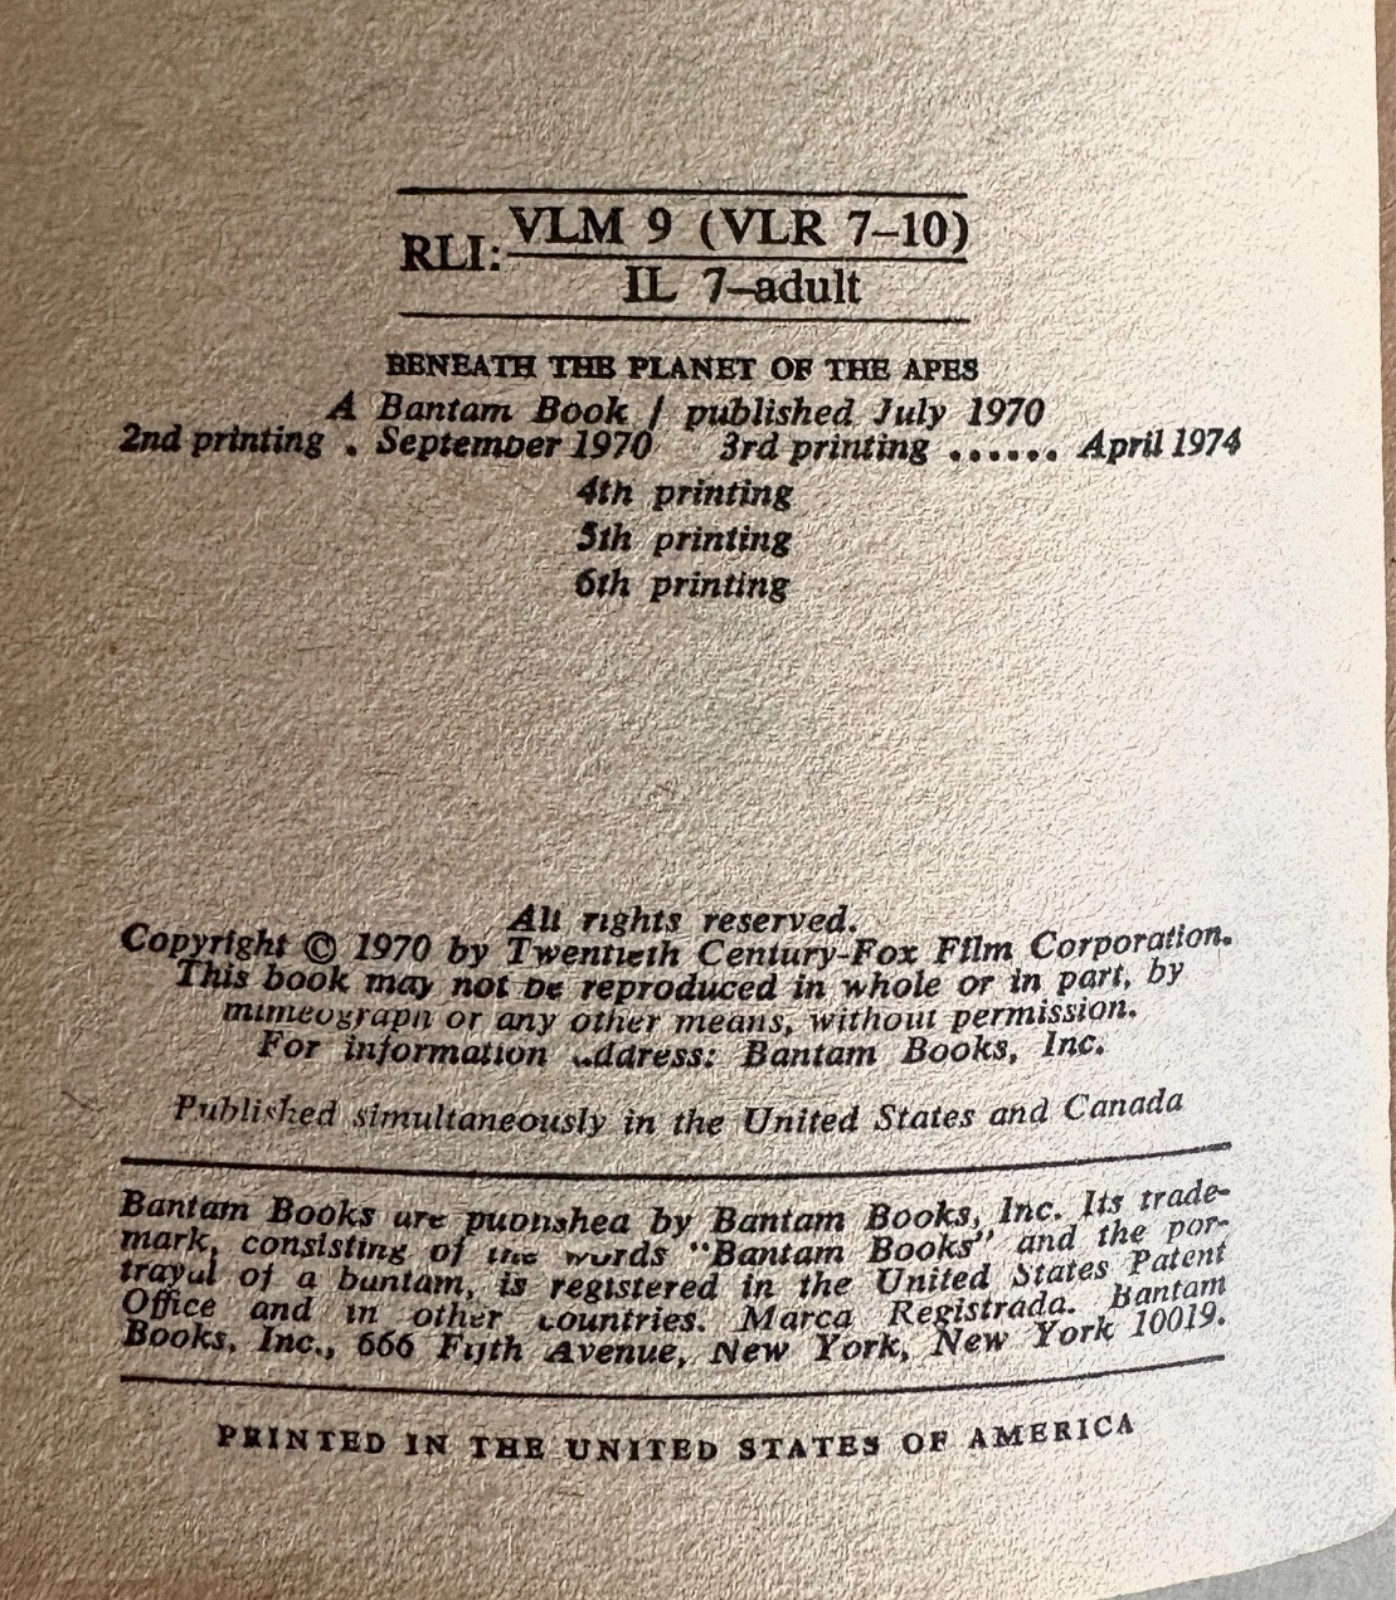 RLI: VLM 9 (VLR 7–10)
IL 7–adult
BENEATH THE PLANET OF THE APES
A Bantam Book / published July 1970
2nd printing . September 1970 3rd printing ...... April 1974
4th printing
5th printing
6th printing
All rights reserved.
Copyright © 1970 by Twentieth Century-Fox Film Corporation.
This book may not be reproduced in whole or in part, by
mimeograph or any other means, without permission.
For information address: Bantam Books, Inc.
Published simultaneously in the United States and Canada
Bantam Books are published by Bantam Books, Inc. Its trade-
mark, consisting of the words "Bantam Books" and the por-
trayal of a bantam, is registered in the United States Patent
Office and in other countries. Marca Registrada. Bantam
Books, Inc., 666 Fifth Avenue, New York, New York 10019.
PRINTED IN THE UNITED STATES OF AMERICA